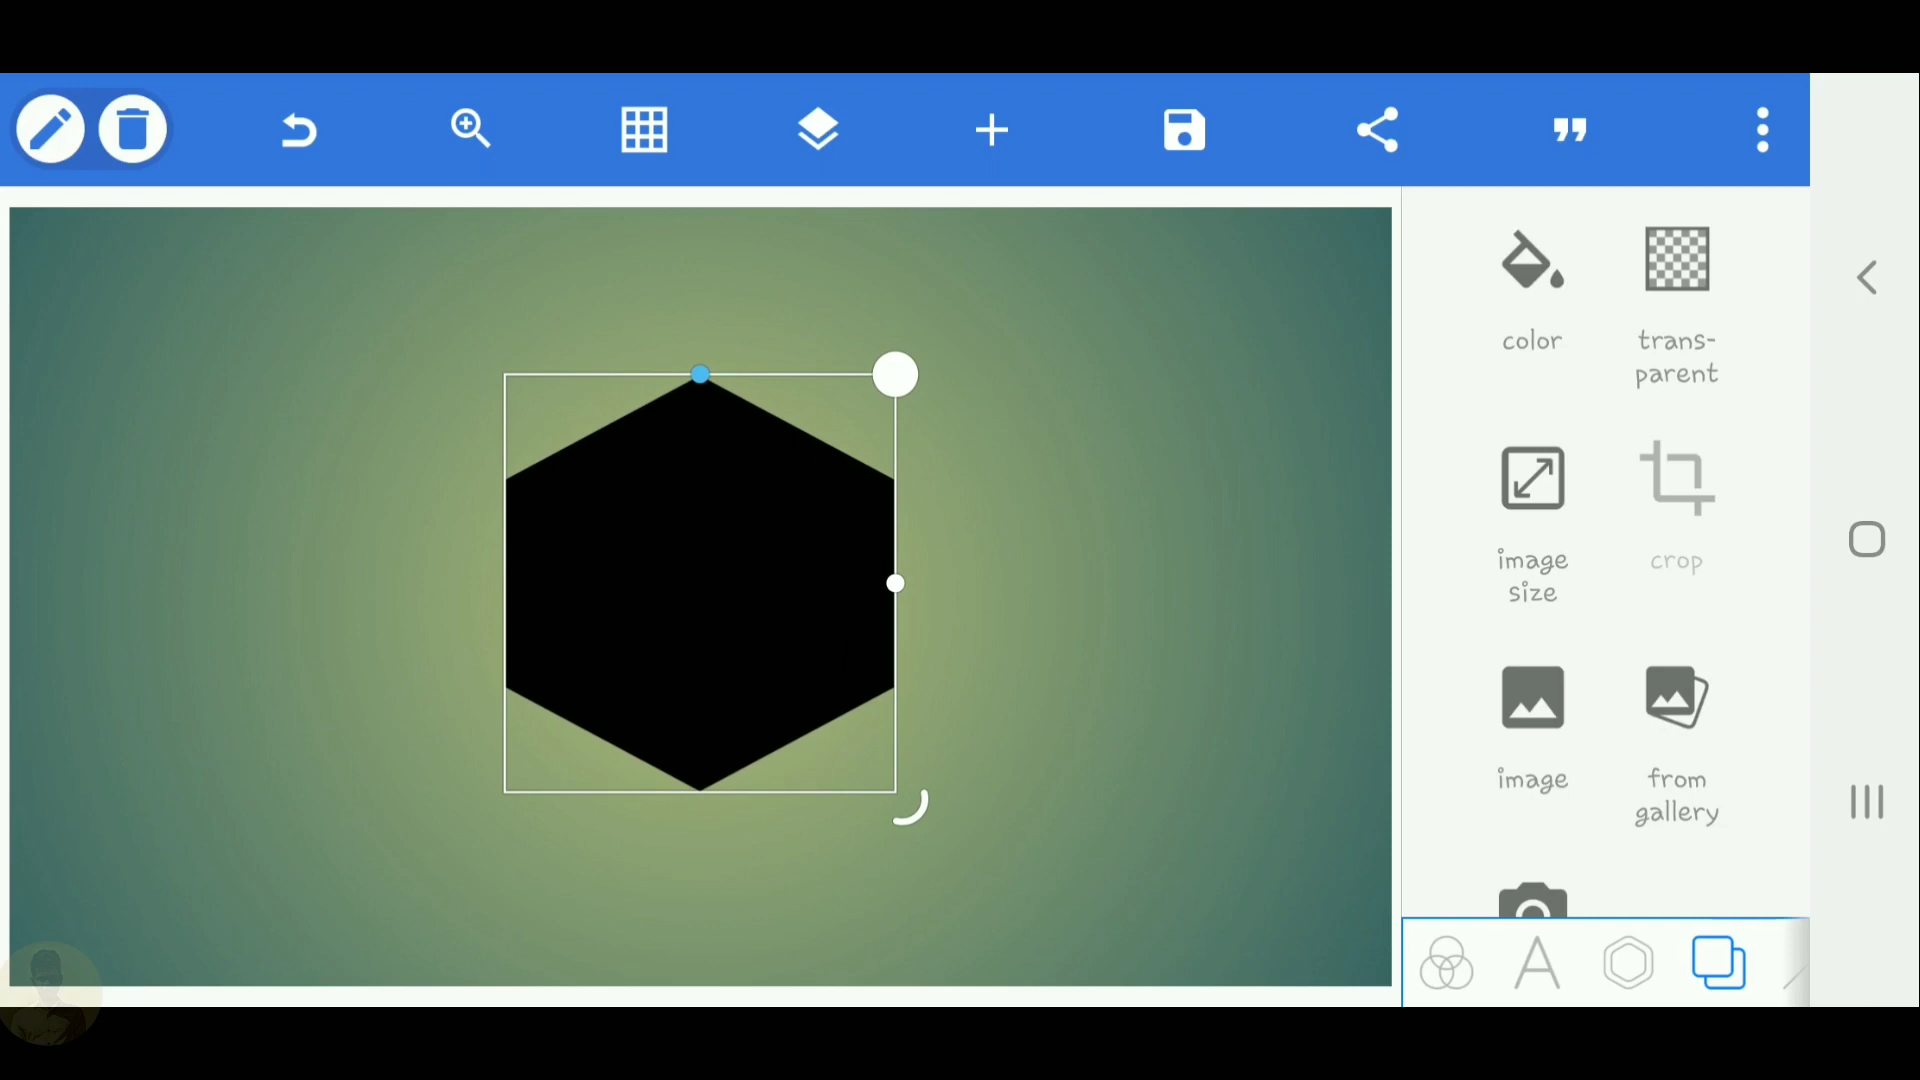 color
trans-
parent
image
size
crop
image
from
gallery